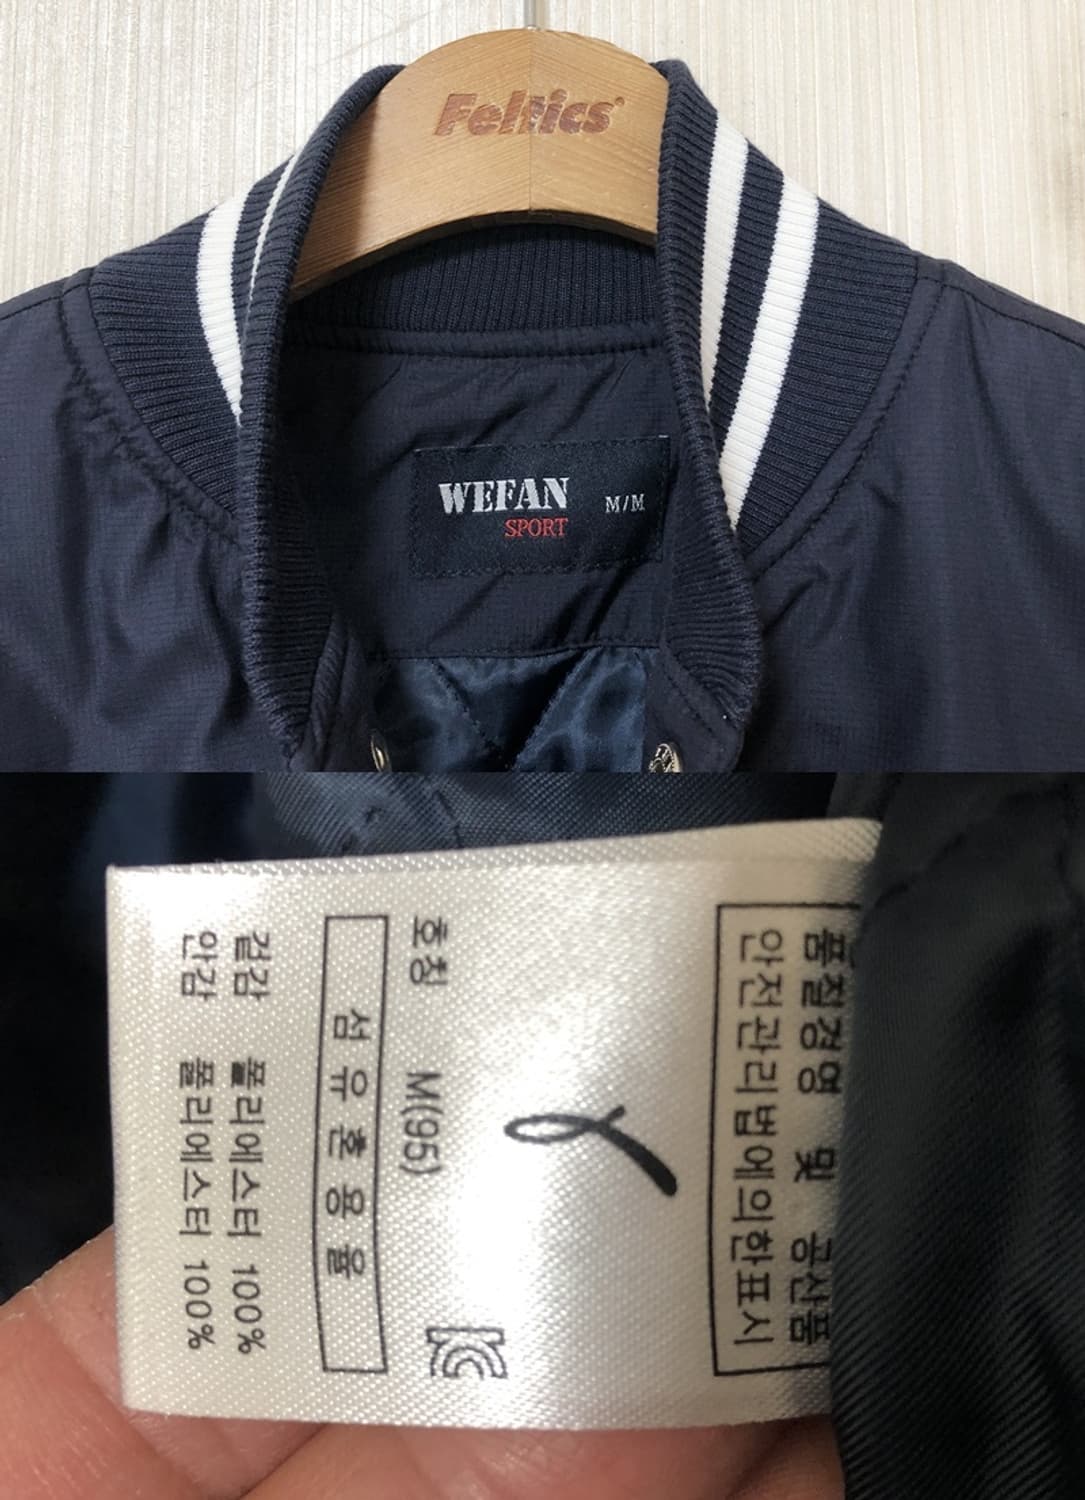 Feltics
WEFAN
SPORT
M/M
품질경영 및 공산품
안전관리법에의한표시
호칭 M(95)
섬유혼용율
겉감 폴리에스터 100%
안감 폴리에스터 100%